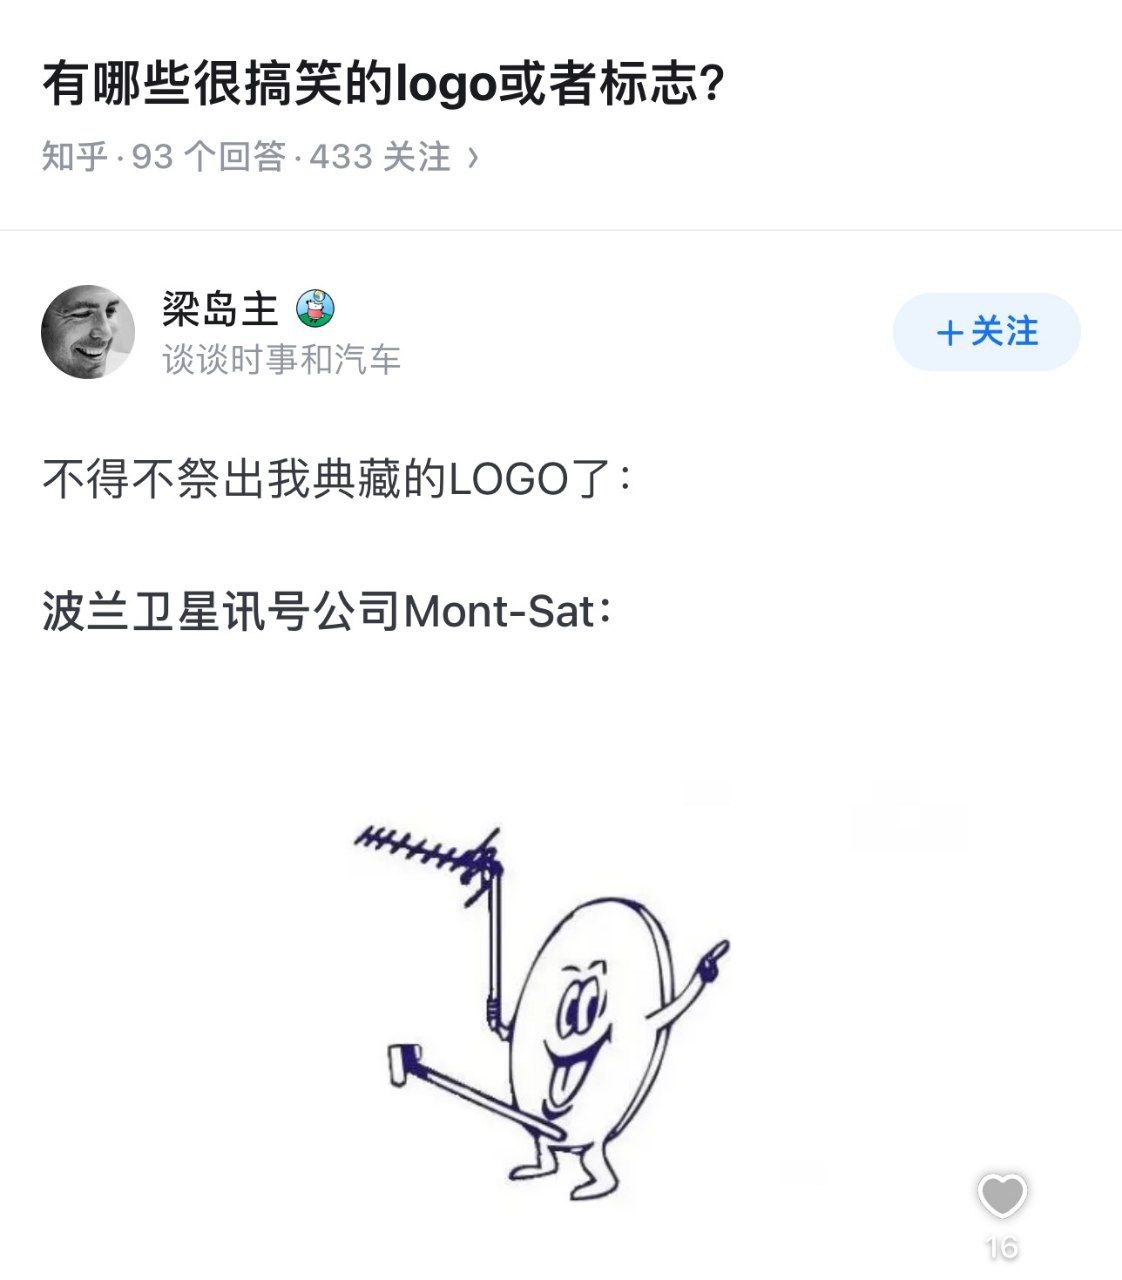 有哪些很搞笑的logo或者标志?
知乎 · 93 个回答 · 433 关注 ›
梁岛主
+关注
谈谈时事和汽车
不得不祭出我典藏的LOGO了：
波兰卫星讯号公司Mont-Sat：
16